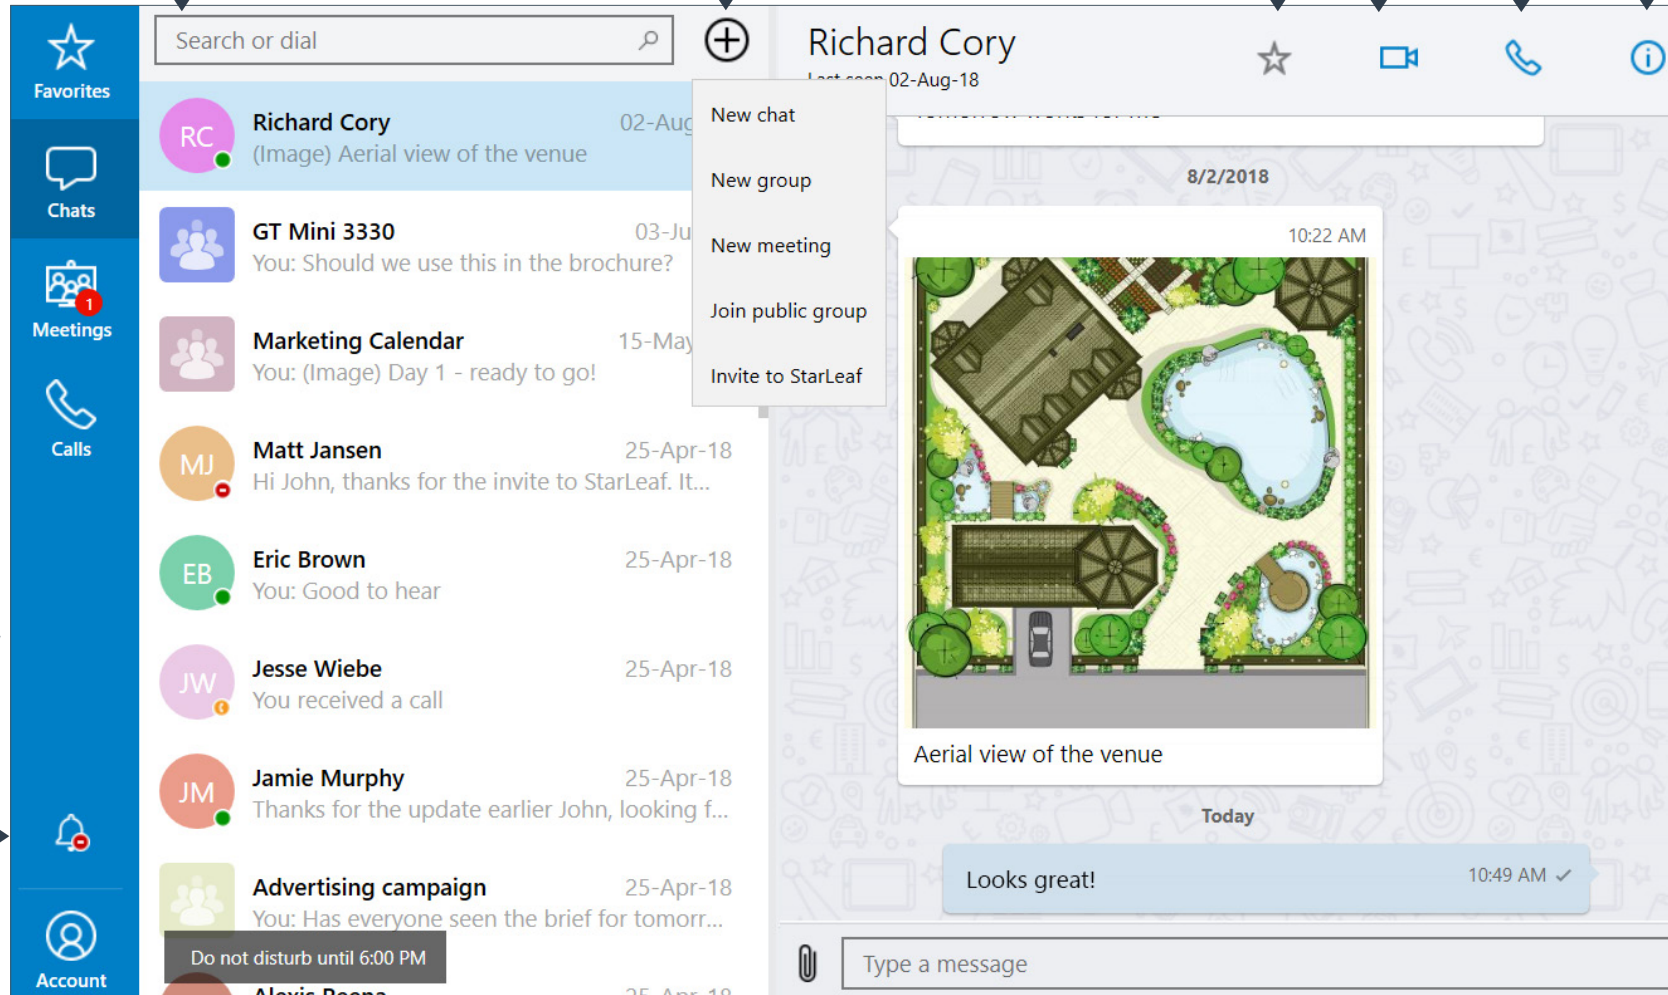 Favorites
Chats
1
Meetings
Calls
Account
Search or dial
RC
Richard Cory
02-Aug
(Image) Aerial view of the venue
GT Mini 3330
03-Ju
You: Should we use this in the brochure?
Marketing Calendar
15-May
You: (Image) Day 1 - ready to go!
MJ
Matt Jansen
25-Apr-18
Hi John, thanks for the invite to StarLeaf. It...
EB
Eric Brown
25-Apr-18
You: Good to hear
JW
Jesse Wiebe
25-Apr-18
You received a call
JM
Jamie Murphy
25-Apr-18
Thanks for the update earlier John, looking f...
Advertising campaign
25-Apr-18
You: Has everyone seen the brief for tomorr...
Do not disturb until 6:00 PM
25-Apr-18
New chat
New group
New meeting
Join public group
Invite to StarLeaf
Richard Cory
Last seen 02-Aug-18
8/2/2018
10:22 AM
Aerial view of the venue
Today
Looks great!
10:49 AM
Type a message